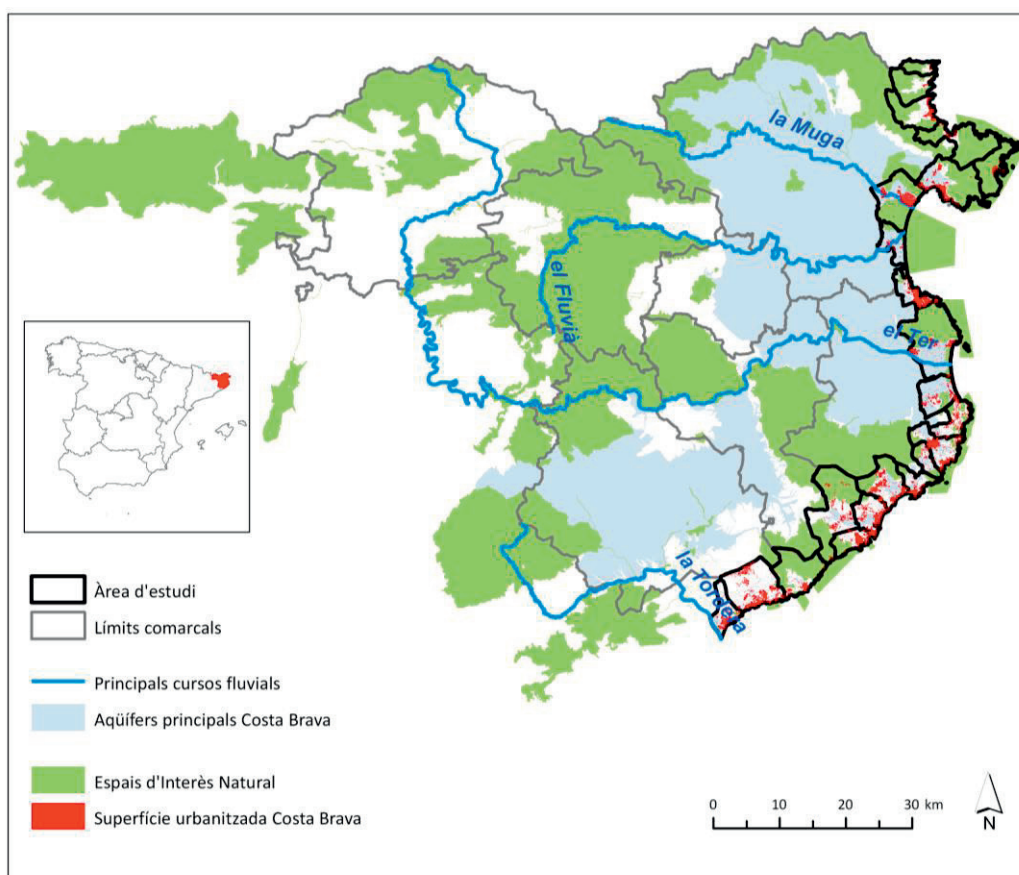 la Muga
el Fluvià
el Ter
la Tordera
Àrea d'estudi
Límits comarcals
Principals cursos fluvials
Aqüífers principals Costa Brava
Espais d'Interès Natural
Superfície urbanitzada Costa Brava
0 10 20 30 km
N